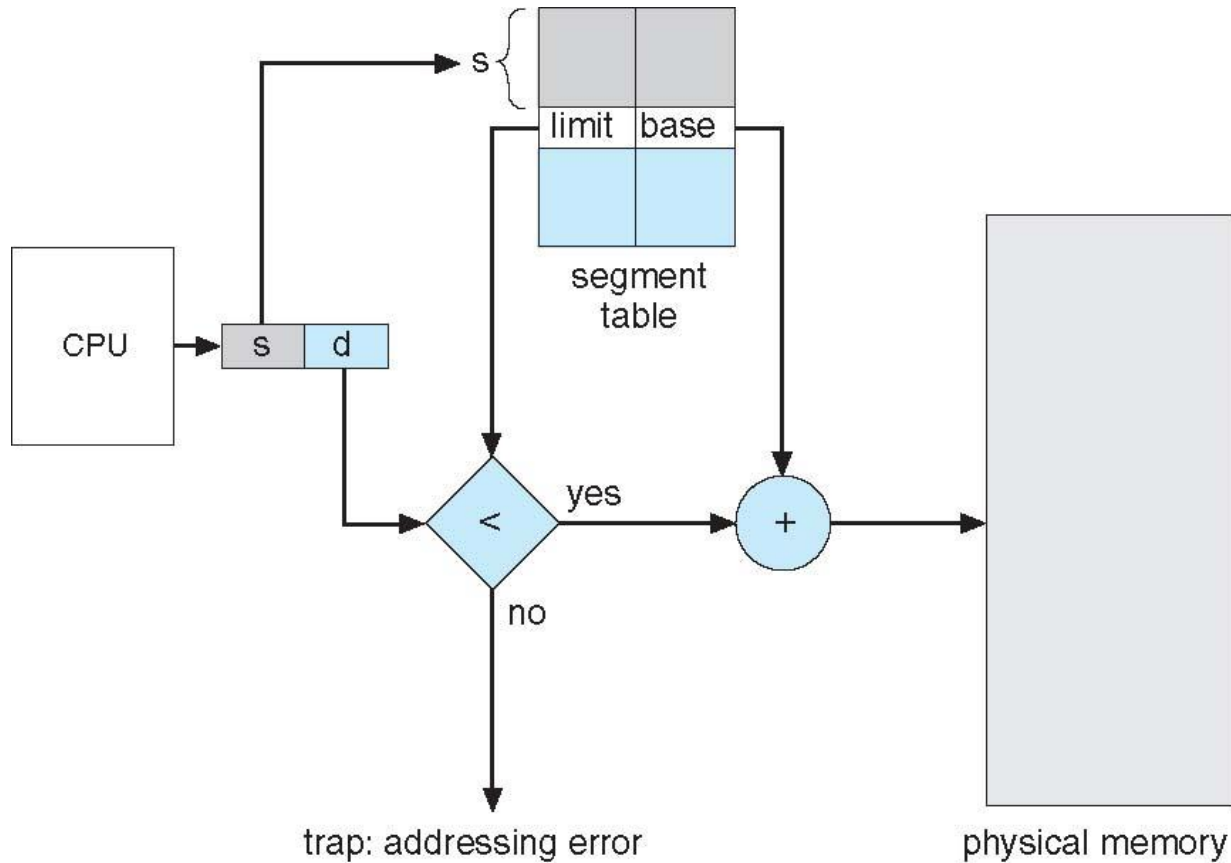 s
limit base
segment
table
CPU
s d
<
yes
+
no
trap: addressing error
physical memory